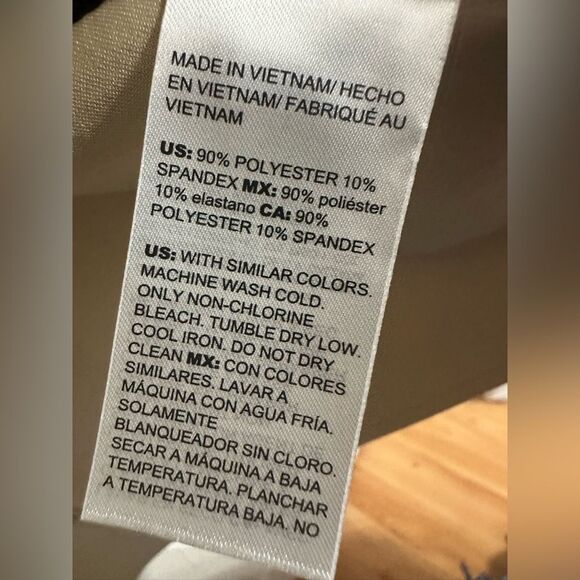 MADE IN VIETNAM/ HECHO
EN VIETNAM/ FABRIQUÉ AU
VIETNAM
US: 90% POLYESTER 10%
SPANDEX MX: 90% poliéster
10% elastano CA: 90%
POLYESTER 10% SPANDEX
US: WITH SIMILAR COLORS.
MACHINE WASH COLD.
ONLY NON-CHLORINE
BLEACH. TUMBLE DRY LOW.
COOL IRON. DO NOT DRY
CLEAN MX: CON COLORES
SIMILARES. LAVAR A
MÁQUINA CON AGUA FRÍA.
SOLAMENTE
BLANQUEADOR SIN CLORO.
SECAR A MÁQUINA A BAJA
TEMPERATURA. PLANCHAR
A TEMPERATURA BAJA. NO